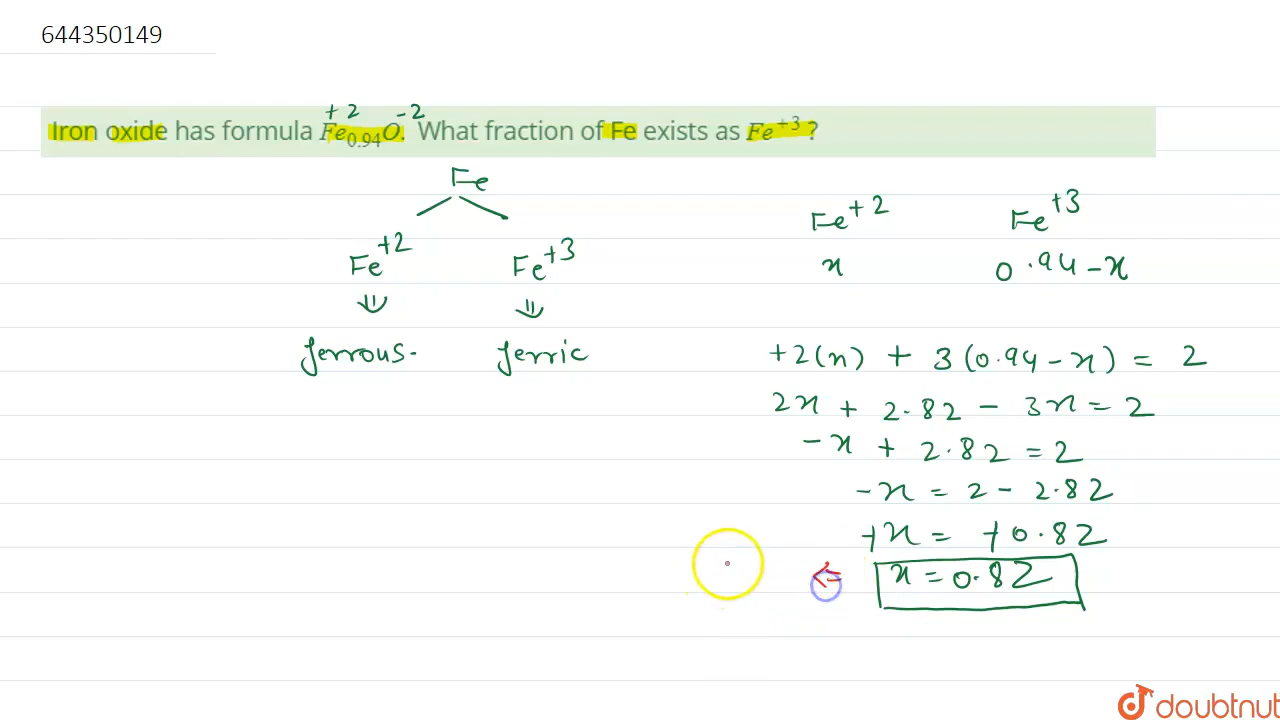 644350149
+2 -2
Iron oxide has formula Fe0.94O. What fraction of Fe exists as Fe+3 ?
Fe
Fe+2 Fe+3
Fe+2 Fe+3
x 0.94-x
ferrous. ferric
+2(x) + 3(0.94-x) = 2
2x + 2.82 - 3x = 2
-x + 2.82 = 2
-x = 2 - 2.82
+x = +0.82
x = 0.82
doubtnut